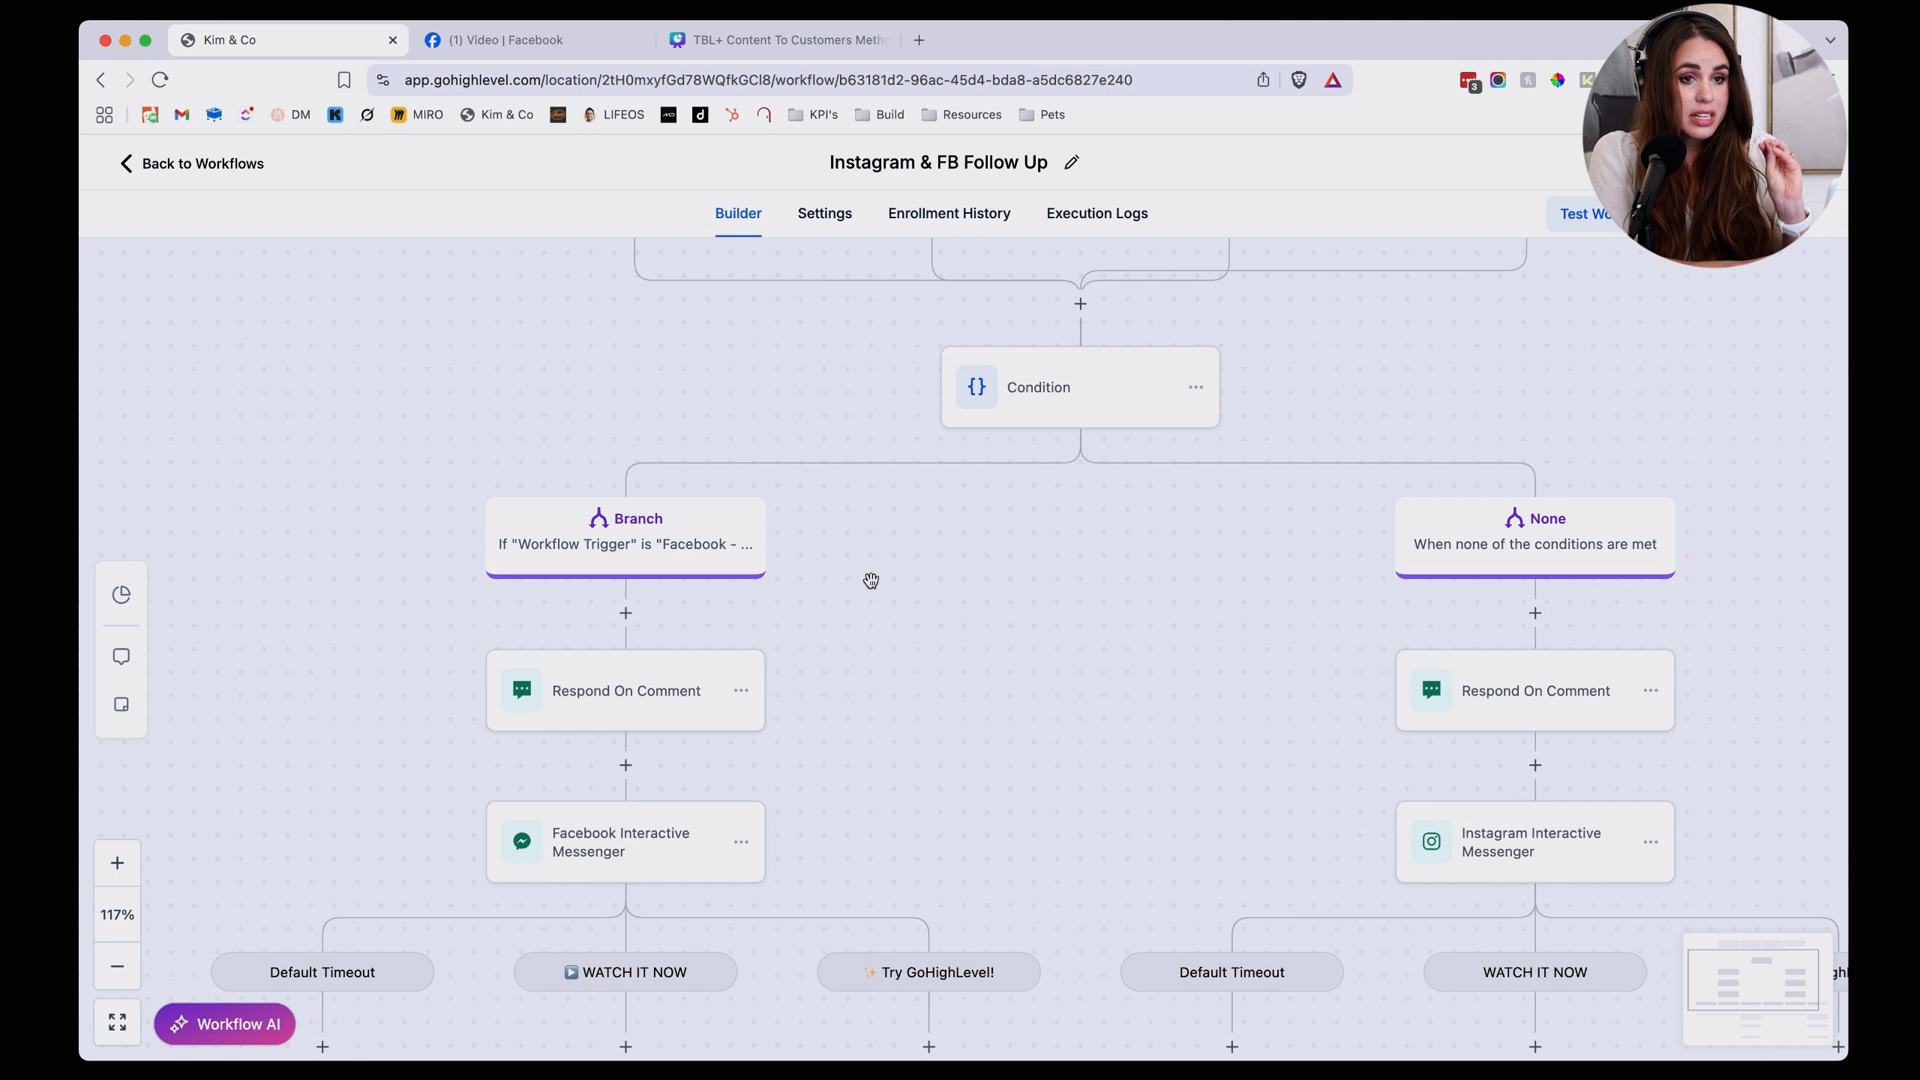 Kim & Co
(1) Video | Facebook
TBL+ Content To Customers Meth
app.gohighlevel.com/location/2tH0mxyfGd78WQfkGCl8/workflow/b63181d2-96ac-45d4-bda8-a5dc6827e240
3
DM
MIRO
Kim & Co
LIFEOS
KPI's
Build
Resources
Pets
Back to Workflows
Instagram & FB Follow Up
Builder
Settings
Enrollment History
Execution Logs
Test Wo
Condition
Branch
If "Workflow Trigger" is "Facebook - ...
None
When none of the conditions are met
Respond On Comment
Respond On Comment
Facebook Interactive
Messenger
Instagram Interactive
Messenger
117%
Default Timeout
WATCH IT NOW
Try GoHighLevel!
Default Timeout
WATCH IT NOW
Workflow AI